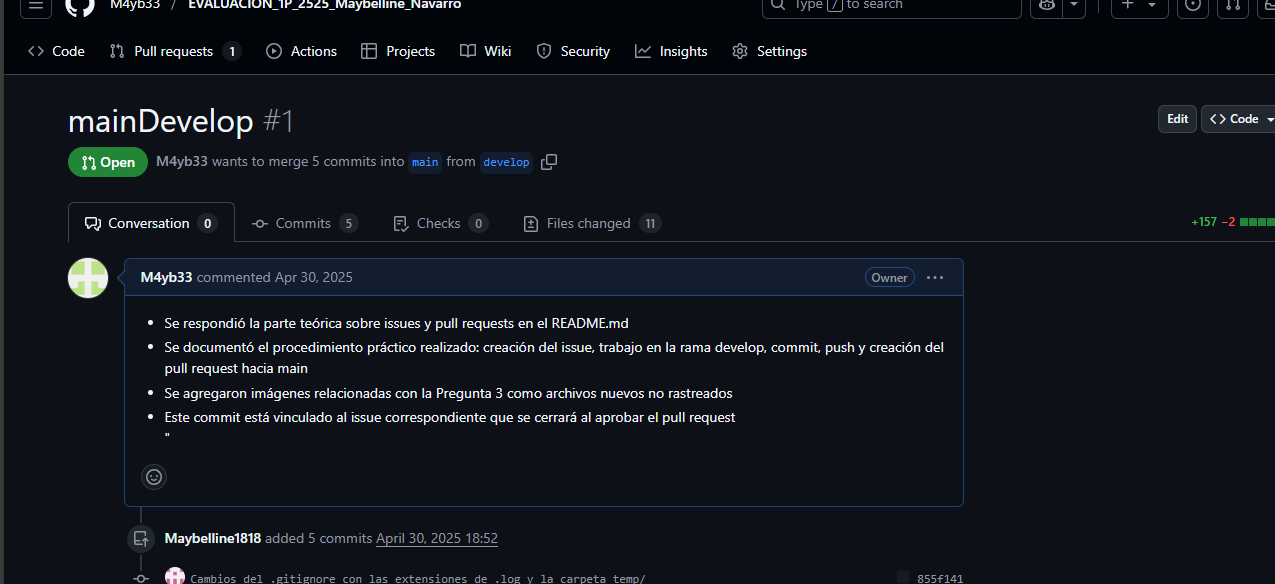 M4yb33 / EVALUACION_1P_2525_Maybelline_Navarro
Type / to search
Code Pull requests 1 Actions Projects Wiki Security Insights Settings
mainDevelop #1
Edit
Code
Open M4yb33 wants to merge 5 commits into main from develop
Conversation 0 Commits 5 Checks 0 Files changed 11
+157 −2
M4yb33 commented Apr 30, 2025
Owner
Se respondió la parte teórica sobre issues y pull requests en el README.md
Se documentó el procedimiento práctico realizado: creación del issue, trabajo en la rama develop, commit, push y creación del
pull request hacia main
Se agregaron imágenes relacionadas con la Pregunta 3 como archivos nuevos no rastreados
Este commit está vinculado al issue correspondiente que se cerrará al aprobar el pull request
"
Maybelline1818 added 5 commits April 30, 2025 18:52
Cambios del .gitignore con las extensiones de .log y la carpeta temp/
855f141